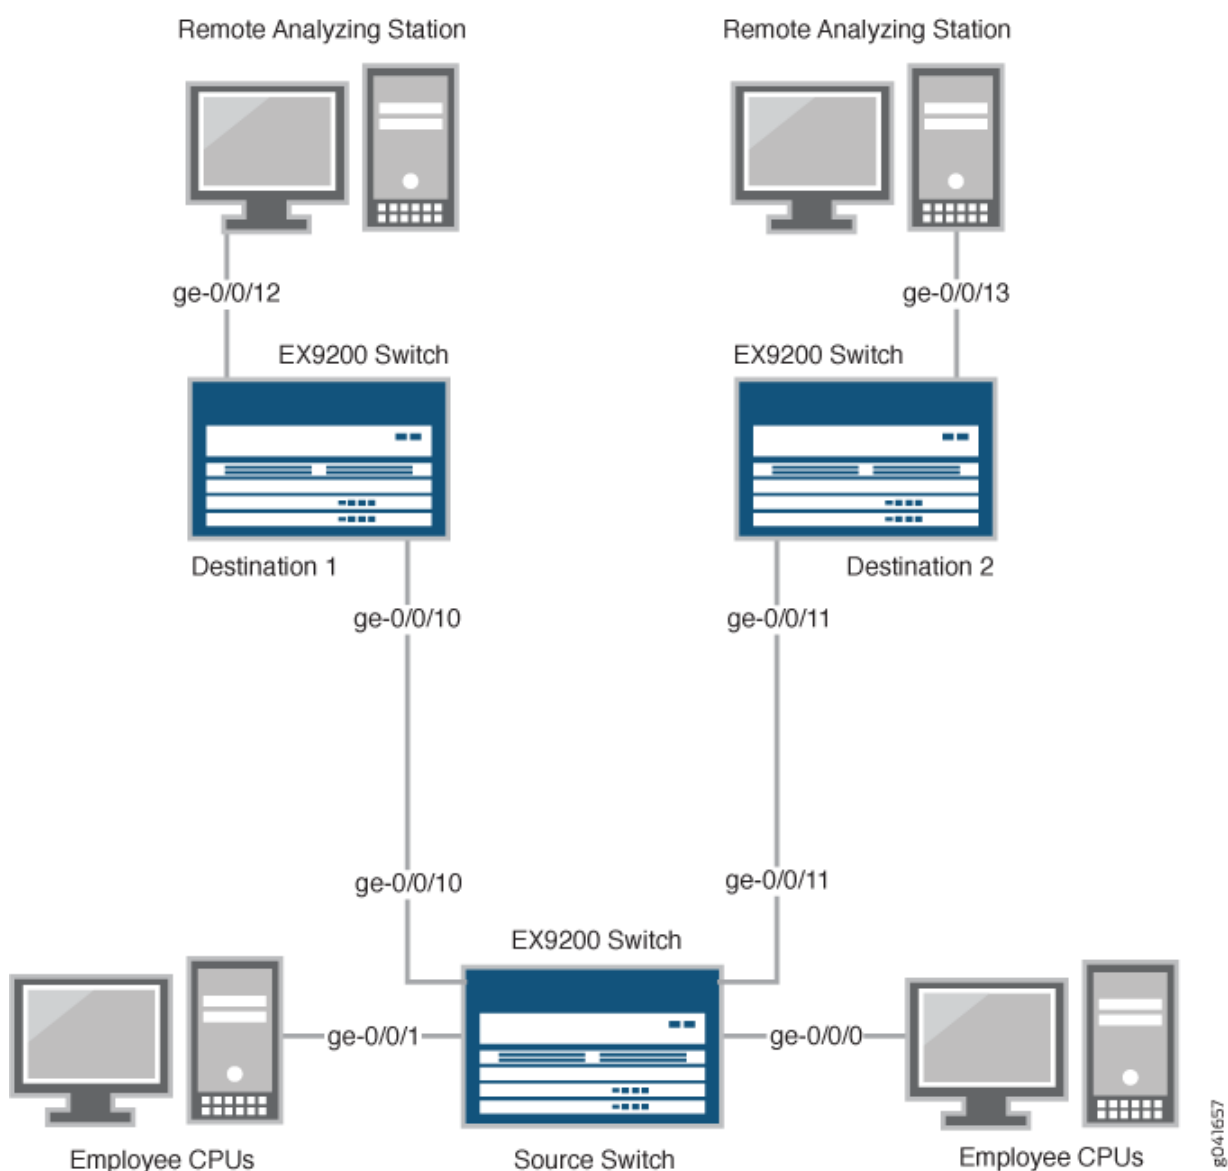 Remote Analyzing Station
Remote Analyzing Station
ge-0/0/12
ge-0/0/13
EX9200 Switch
EX9200 Switch
Destination 1
Destination 2
ge-0/0/10
ge-0/0/11
ge-0/0/10
ge-0/0/11
EX9200 Switch
ge-0/0/1
ge-0/0/0
Employee CPUs
Source Switch
Employee CPUs
g041657